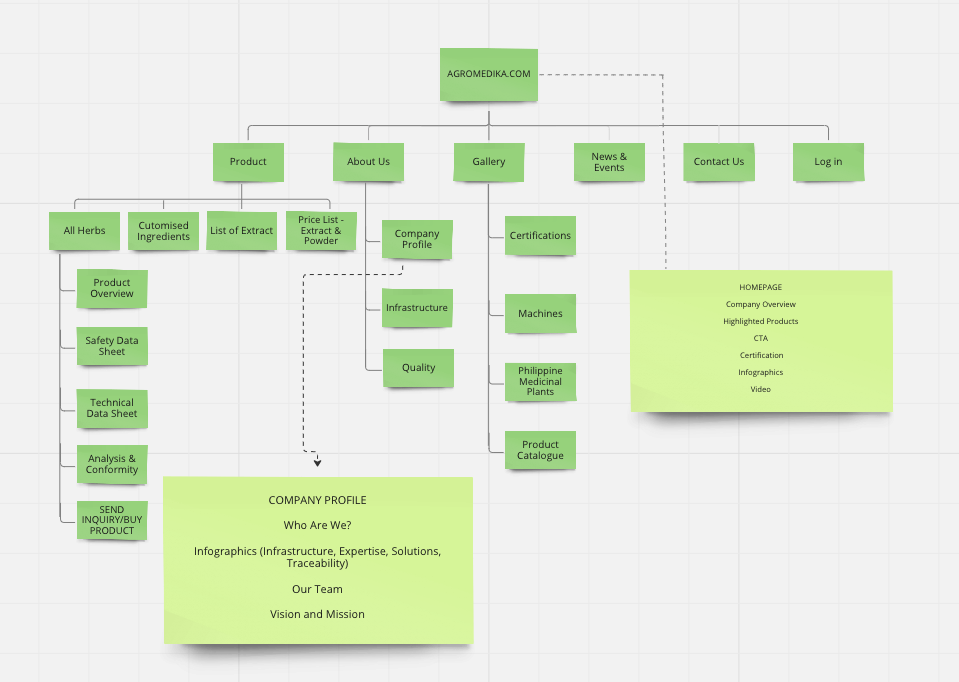 AGROMEDIKA.COM
Product
About Us
Gallery
News &
Events
Contact Us
Log in
All Herbs
Cutomised
Ingredients
List of Extract
Price List -
Extract &
Powder
Product
Overview
Safety Data
Sheet
Technical
Data Sheet
Analysis &
Conformity
SEND
INQUIRY/BUY
PRODUCT
Company
Profile
Infrastructure
Quality
Certifications
Machines
Philippine
Medicinal
Plants
Product
Catalogue
HOMEPAGE
Company Overview
Highlighted Products
CTA
Certification
Infographics
Video
COMPANY PROFILE
Who Are We?
Infographics (Infrastructure, Expertise, Solutions,
Traceability)
Our Team
Vision and Mission